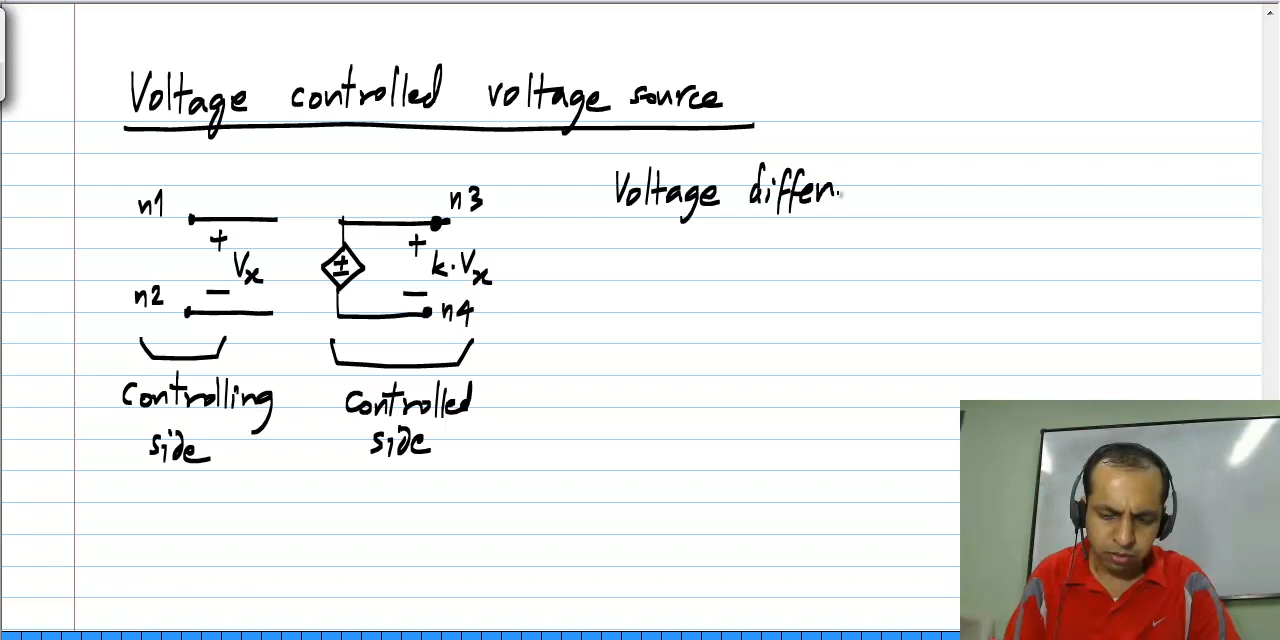 Voltage controlled voltage source
Voltage differen
n1
n3
+
+
Vx
±
k·Vx
n2
−
−
n4
controlling
side
controlled
side